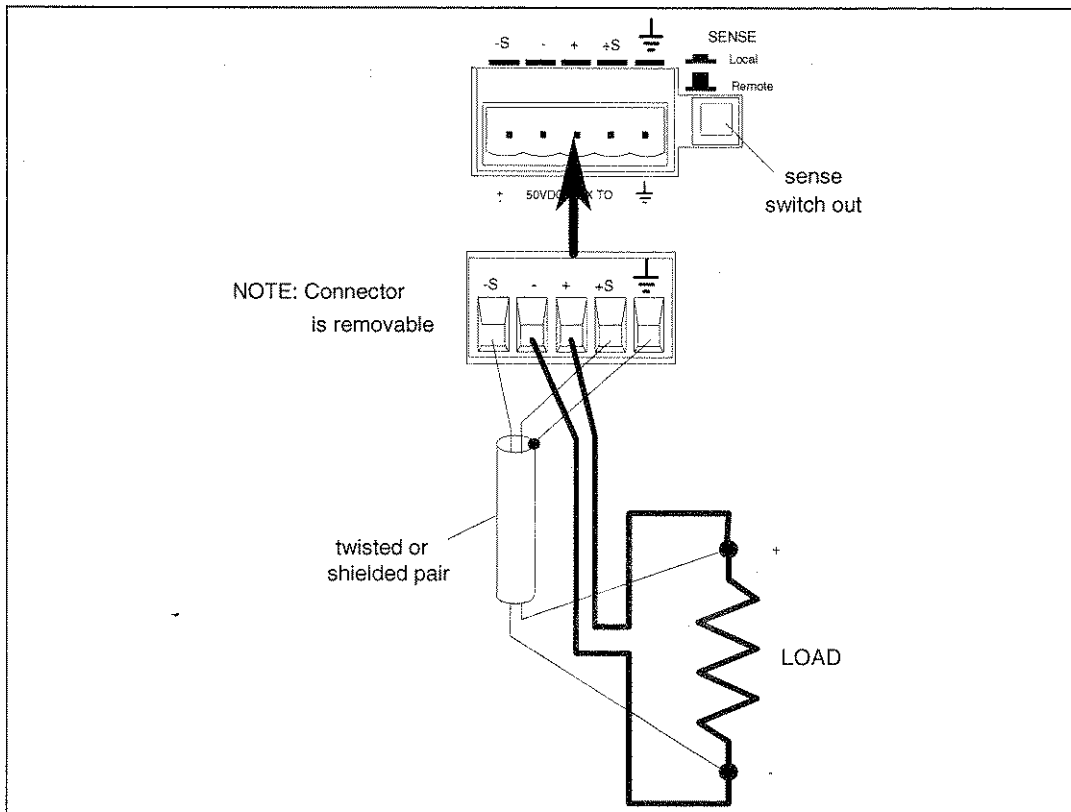 -S - + +S SENSE
Local
Remote
+ 50VDC TO
sense
switch out
-S - + +S
NOTE: Connector
is removable
twisted or
shielded pair
+
LOAD
-